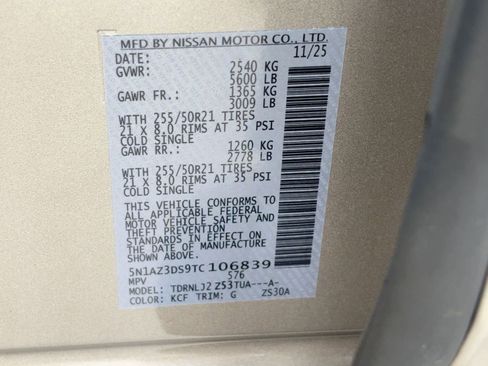 MFD BY NISSAN MOTOR CO., LTD.
DATE: 11/25
GVWR: 2540 KG
5600 LB
GAWR FR.: 1365 KG
3009 LB
WITH 255/50R21 TIRES
21 X 8.0 RIMS AT 35 PSI
COLD SINGLE
GAWR RR.: 1260 KG
2778 LB
WITH 255/50R21 TIRES
21 X 8.0 RIMS AT 35 PSI
COLD SINGLE
THIS VEHICLE CONFORMS TO
ALL APPLICABLE FEDERAL
MOTOR VEHICLE SAFETY AND
THEFT PREVENTION
STANDARDS IN EFFECT ON
THE DATE OF MANUFACTURE
SHOWN ABOVE
5N1AZ3DS9TC106839
MPV S76
MODEL: TDRNLJ2 ZS3TUA---A-
COLOR: KCF TRIM: G ZS30A